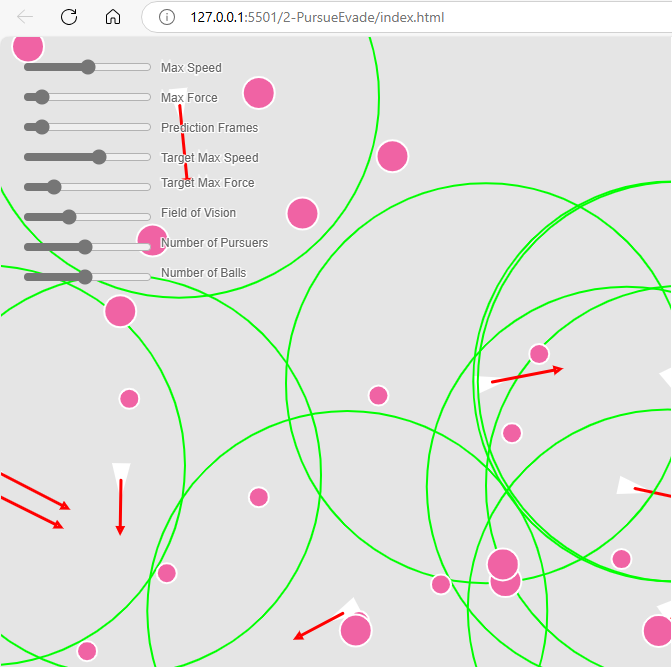 127.0.0.1:5501/2-PursueEvade/index.html
Max Speed
Max Force
Prediction Frames
Target Max Speed
Target Max Force
Field of Vision
Number of Pursuers
Number of Balls